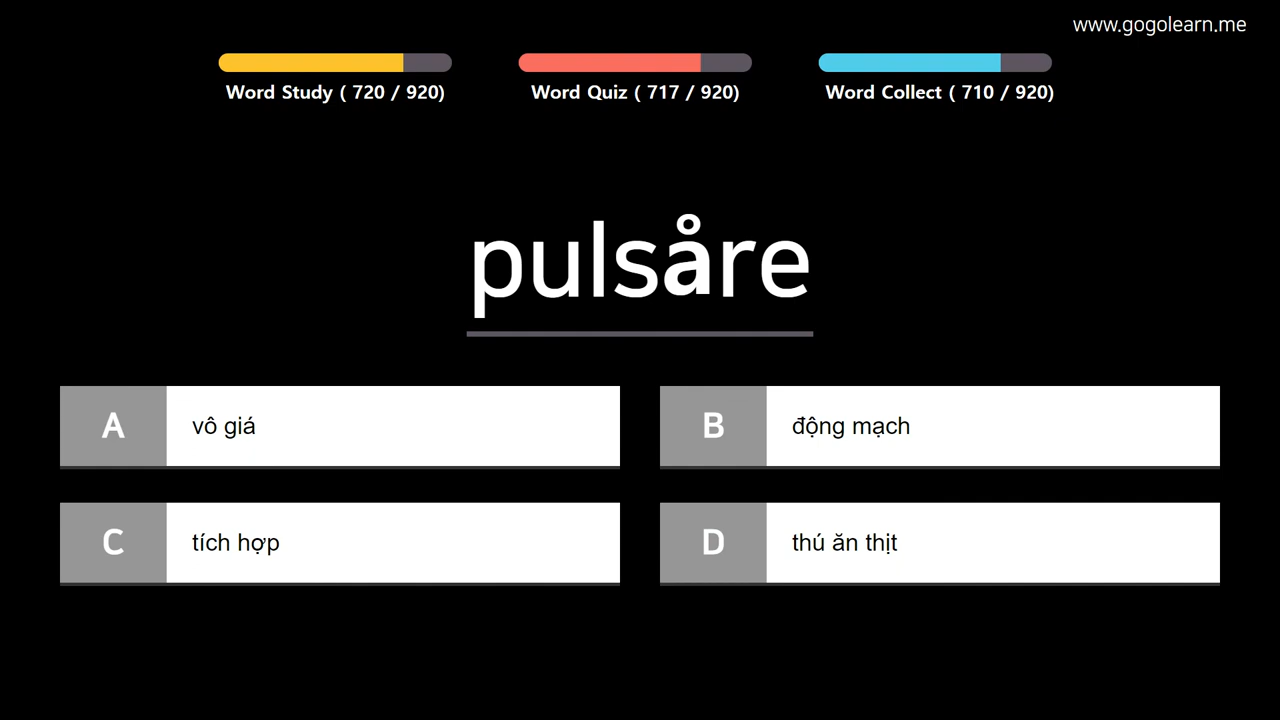 www.gogolearn.me
Word Study ( 720 / 920)
Word Quiz ( 717 / 920)
Word Collect ( 710 / 920)
pulsåre
A vô giá
B động mạch
C tích hợp
D thú ăn thịt